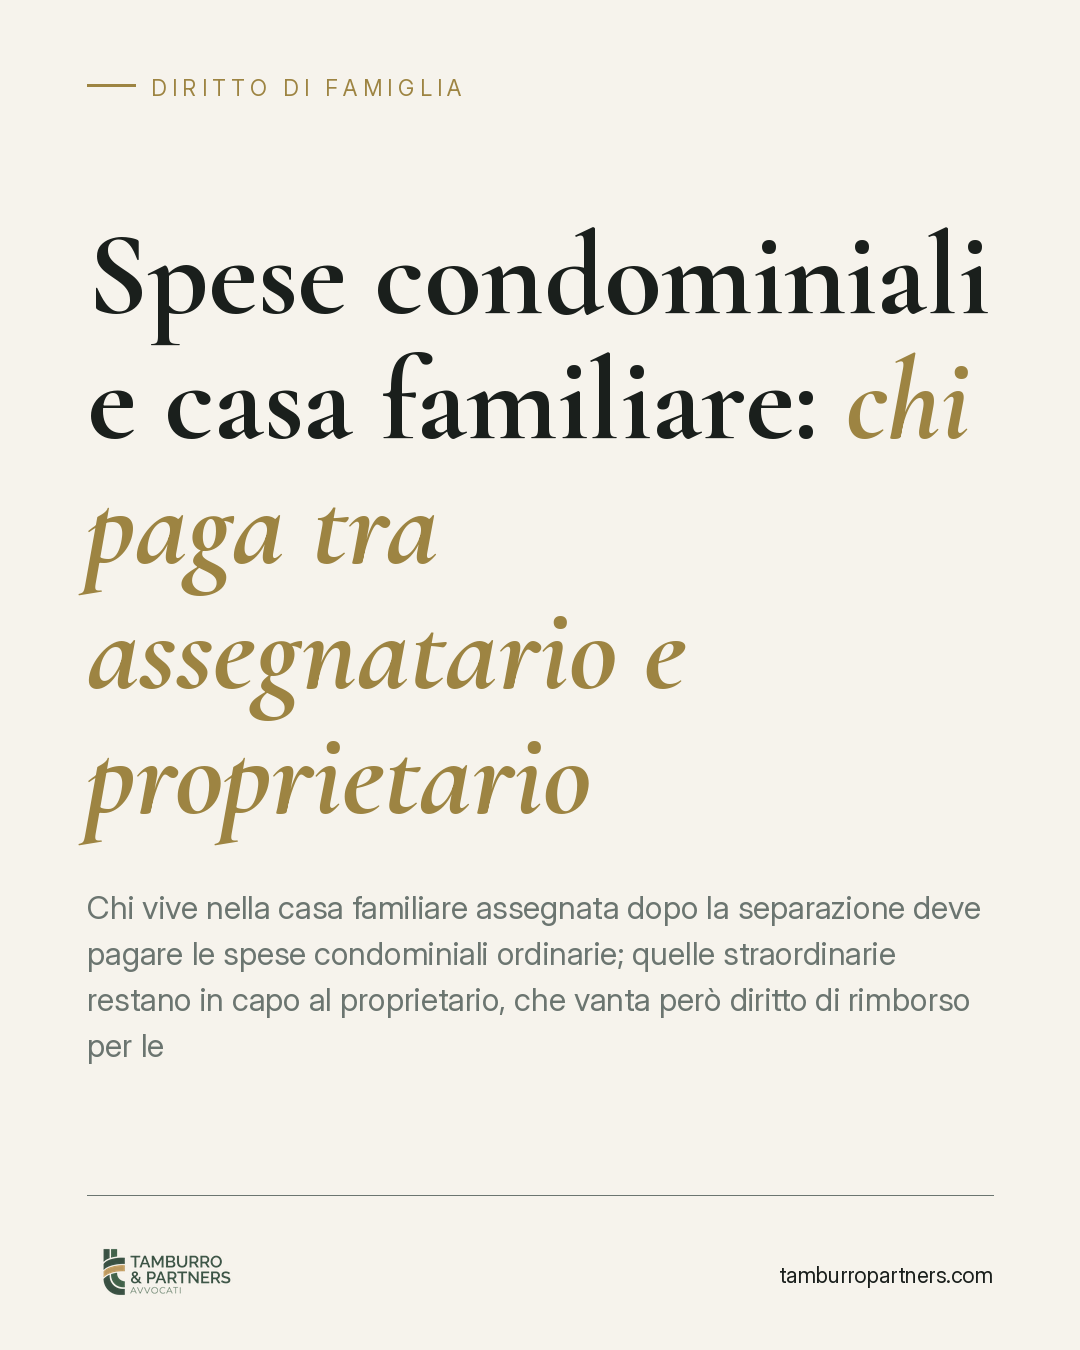 DIRITTO DI FAMIGLIA
Spese condominiali
e casa familiare: chi
paga tra
assegnatario e
proprietario
Chi vive nella casa familiare assegnata dopo la separazione deve
pagare le spese condominiali ordinarie; quelle straordinarie
restano in capo al proprietario, che vanta però diritto di rimborso
per le
TAMBURRO
& PARTNERS
AVVOCATI
tamburropartners.com